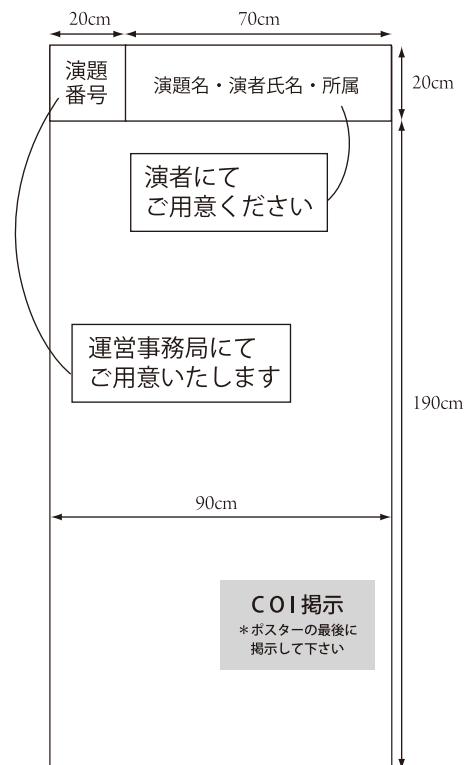 20cm
70cm
演題
番号
演題名・演者氏名・所属
20cm
演者にて
ご用意ください
運営事務局にて
ご用意いたします
190cm
90cm
COI掲示
＊ポスターの最後に
掲示して下さい